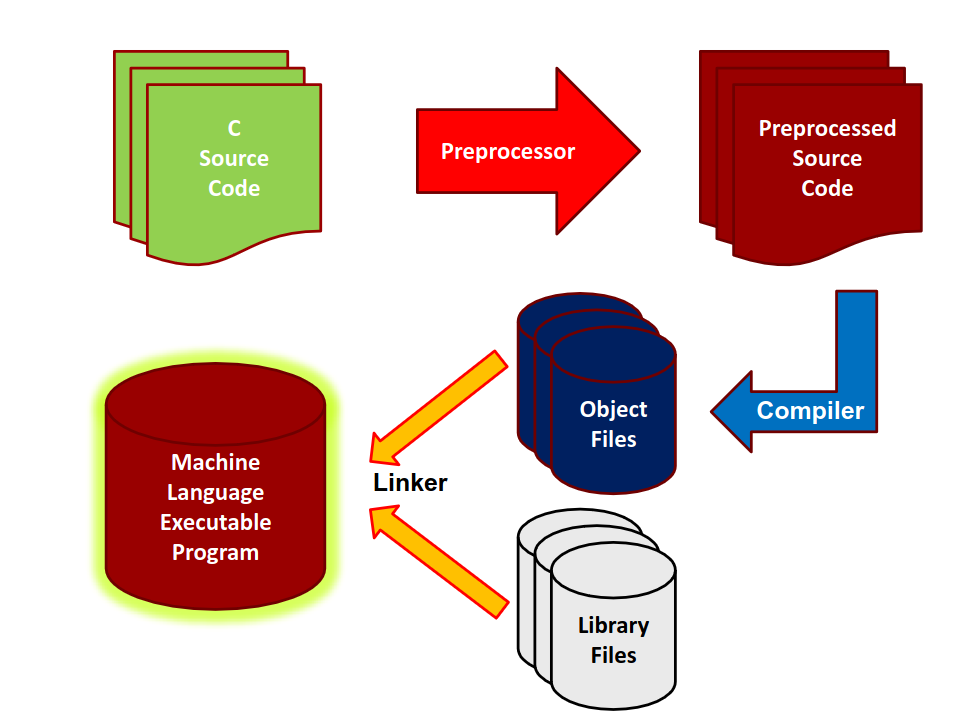 C
Source
Code
Preprocessor
Preprocessed
Source
Code
Compiler
Object
Files
Linker
Machine
Language
Executable
Program
Library
Files